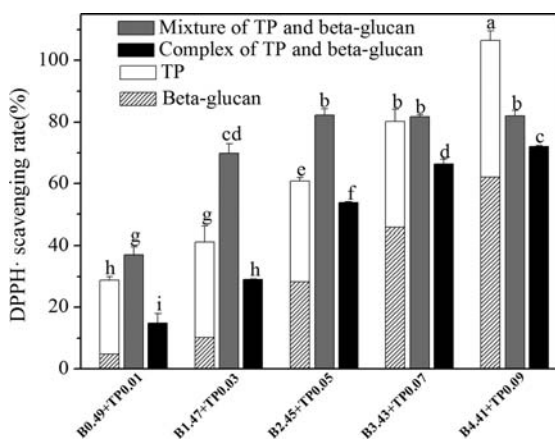 Mixture of TP and beta-glucan
Complex of TP and beta-glucan
TP
Beta-glucan
DPPH· scavenging rate(%)
100
80
60
40
20
0
h
g
i
g
cd
h
e
b
f
b
b
d
a
b
c
B0.49+TP0.01
B1.47+TP0.03
B2.45+TP0.05
B3.43+TP0.07
B4.41+TP0.09